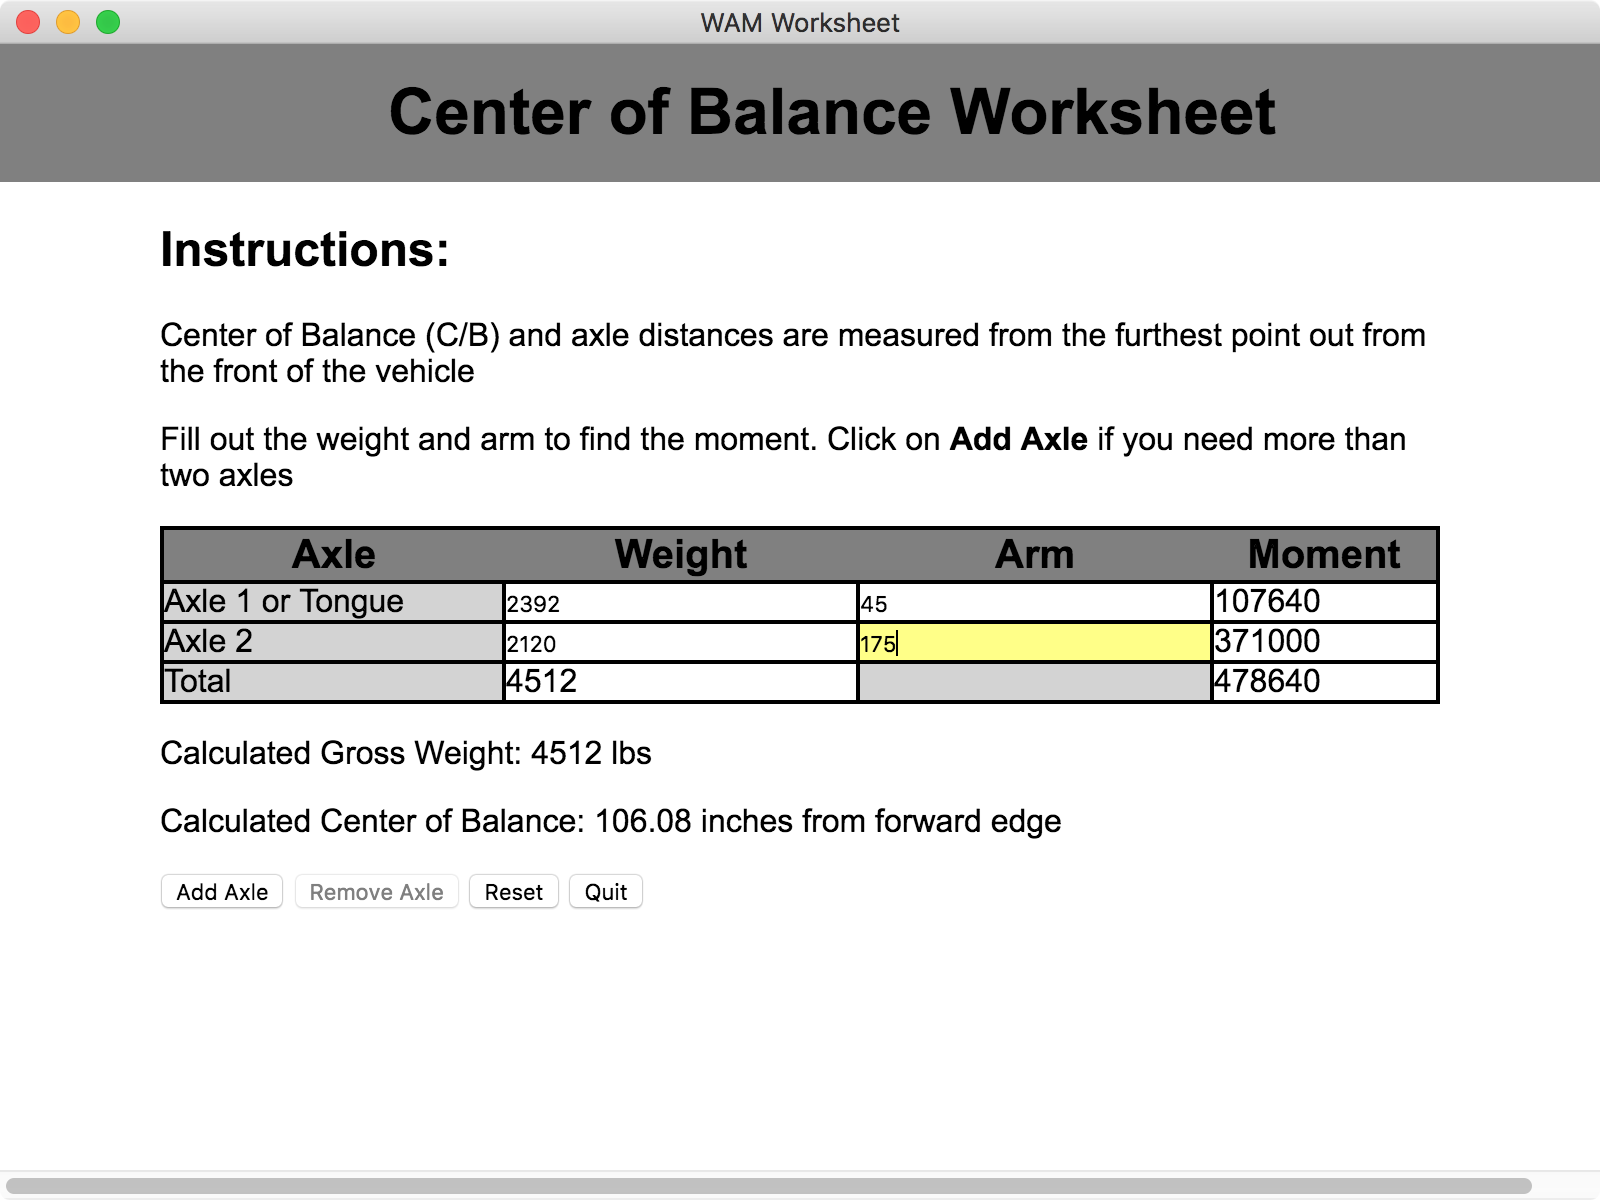 WAM Worksheet
Center of Balance Worksheet
Instructions:
Center of Balance (C/B) and axle distances are measured from the furthest point out from
the front of the vehicle
Fill out the weight and arm to find the moment. Click on Add Axle if you need more than
two axles
Axle Weight Arm Moment
Axle 1 or Tongue 2392 45 107640
Axle 2 2120 175 371000
Total 4512 478640
Calculated Gross Weight: 4512 lbs
Calculated Center of Balance: 106.08 inches from forward edge
Add Axle Remove Axle Reset Quit